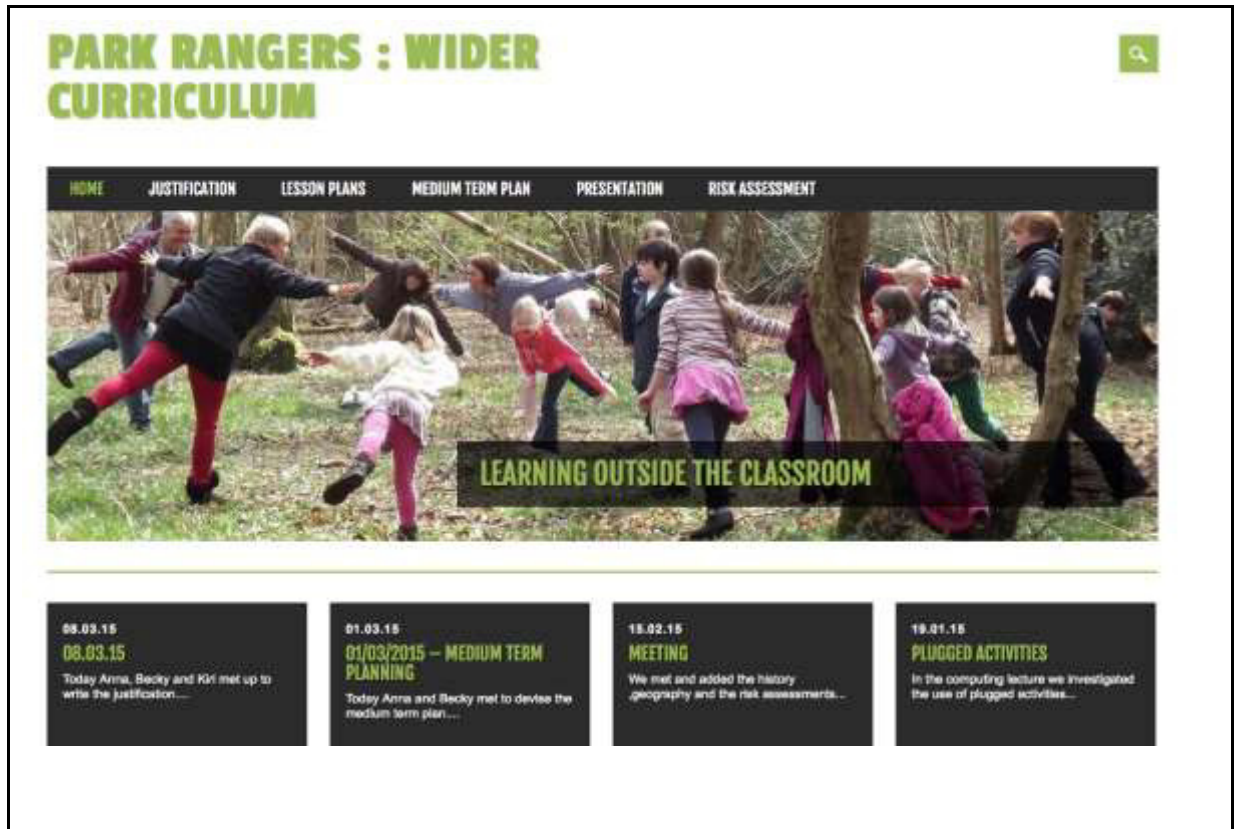 PARK RANGERS : WIDER
CURRICULUM
HOME JUSTIFICATION LESSON PLANS MEDIUM TERM PLAN PRESENTATION RISK ASSESSMENT
LEARNING OUTSIDE THE CLASSROOM
08.03.15
08.03.15
Today Anna, Becky and Kiri met up to
write the justification....
01.03.15
01/03/2015 – MEDIUM TERM
PLANNING
Today Anna and Becky met to devise the
medium term plan....
15.02.15
MEETING
We met and added the history
,geography and the risk assessments...
19.01.15
PLUGGED ACTIVITIES
In the computing lecture we investigated
the use of plugged activities...